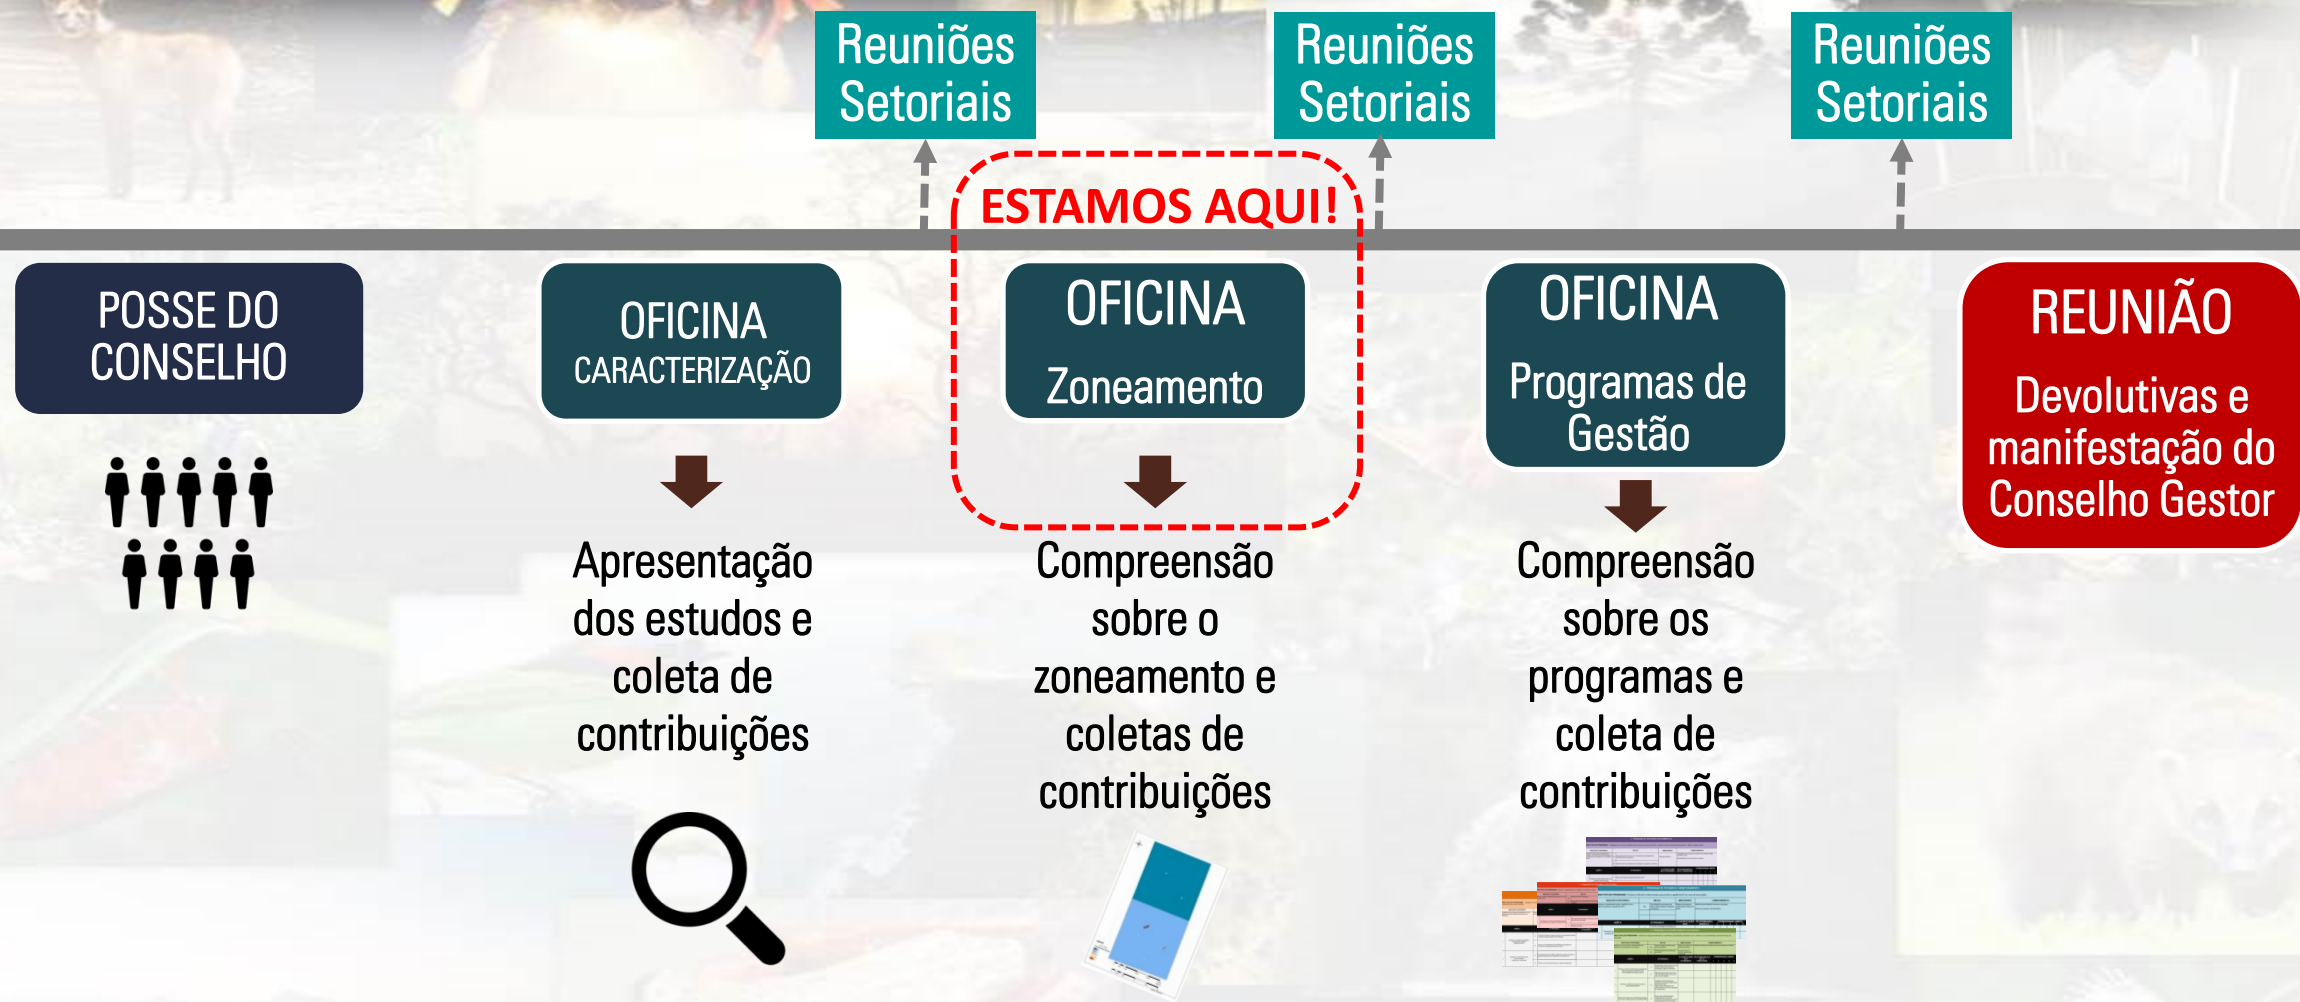 Reuniões
Setoriais
Reuniões
Setoriais
Reuniões
Setoriais
ESTAMOS AQUI!
POSSE DO
CONSELHO
OFICINA
CARACTERIZAÇÃO
Apresentação
dos estudos e
coleta de
contribuições
OFICINA
Zoneamento
Compreensão
sobre o
zoneamento e
coletas de
contribuições
OFICINA
Programas de
Gestão
Compreensão
sobre os
programas e
coleta de
contribuições
REUNIÃO
Devolutivas e
manifestação do
Conselho Gestor